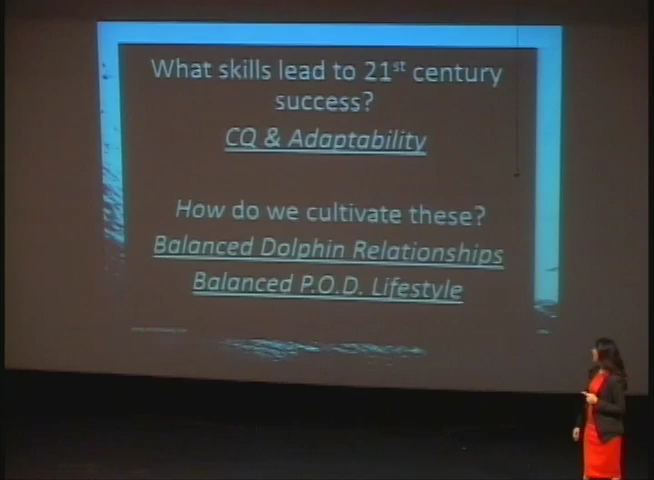 What skills lead to 21st century
success?
CQ & Adaptability
How do we cultivate these?
Balanced Dolphin Relationships
Balanced P.O.D. Lifestyle